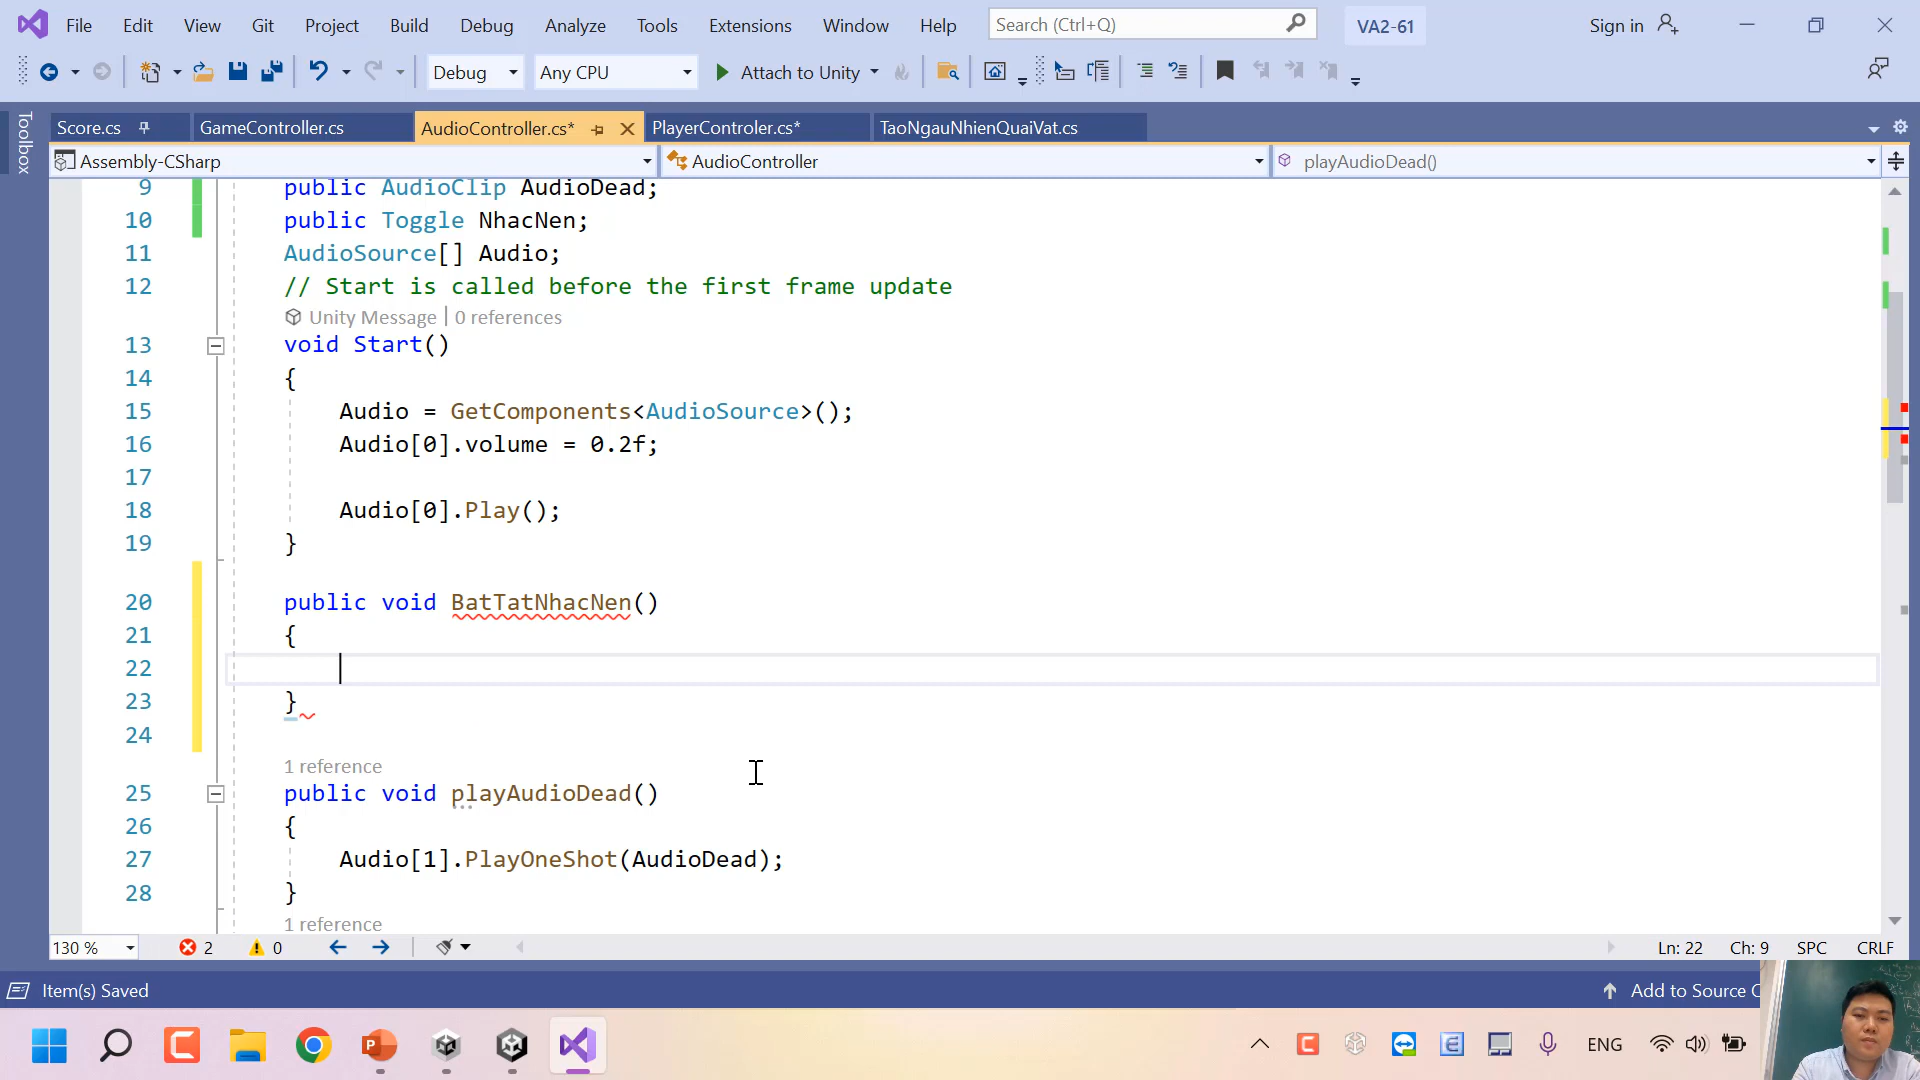 File Edit View Git Project Build Debug Analyze Tools Extensions Window Help Search (Ctrl+Q) VA2-61 Sign in
Debug Any CPU Attach to Unity
Toolbox
Score.cs GameController.cs AudioController.cs* PlayerControler.cs* TaoNgauNhienQuaiVat.cs
Assembly-CSharp AudioController playAudioDead()
9 public AudioClip AudioDead;
10 public Toggle NhacNen;
11 AudioSource[] Audio;
12 // Start is called before the first frame update
Unity Message | 0 references
13 void Start()
14 {
15 Audio = GetComponents<AudioSource>();
16 Audio[0].volume = 0.2f;
17
18 Audio[0].Play();
19 }
20 public void BatTatNhacNen()
21 {
22
23 }
24
1 reference
25 public void playAudioDead()
26 {
27 Audio[1].PlayOneShot(AudioDead);
28 }
1 reference
130 % 2 0 Ln: 22 Ch: 9 SPC CRLF
Item(s) Saved Add to Source C
ENG